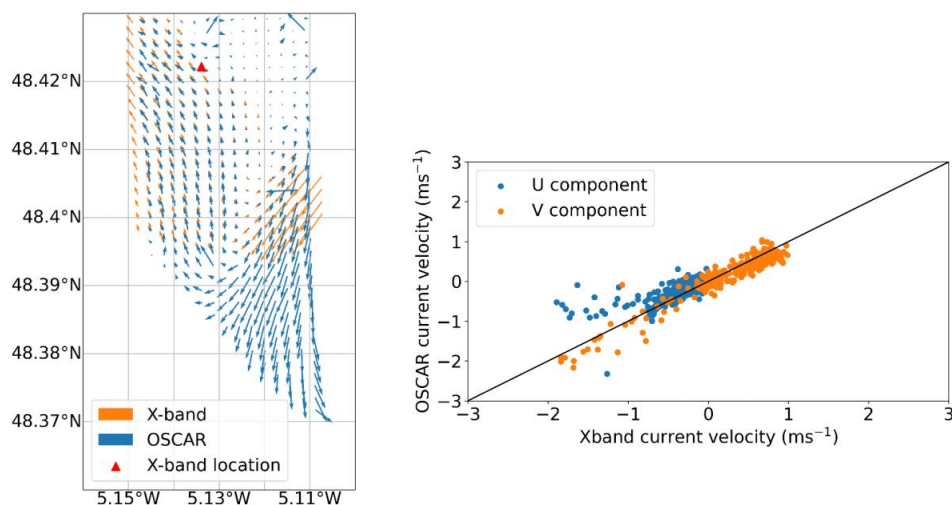 48.42°N
48.41°N
48.4°N
48.39°N
48.38°N
48.37°N
X-band
OSCAR
X-band location
5.15°W 5.13°W 5.11°W
OSCAR current velocity (ms⁻¹)
3
2
1
0
−1
−2
−3
U component
V component
−3 −2 −1 0 1 2 3
Xband current velocity (ms⁻¹)